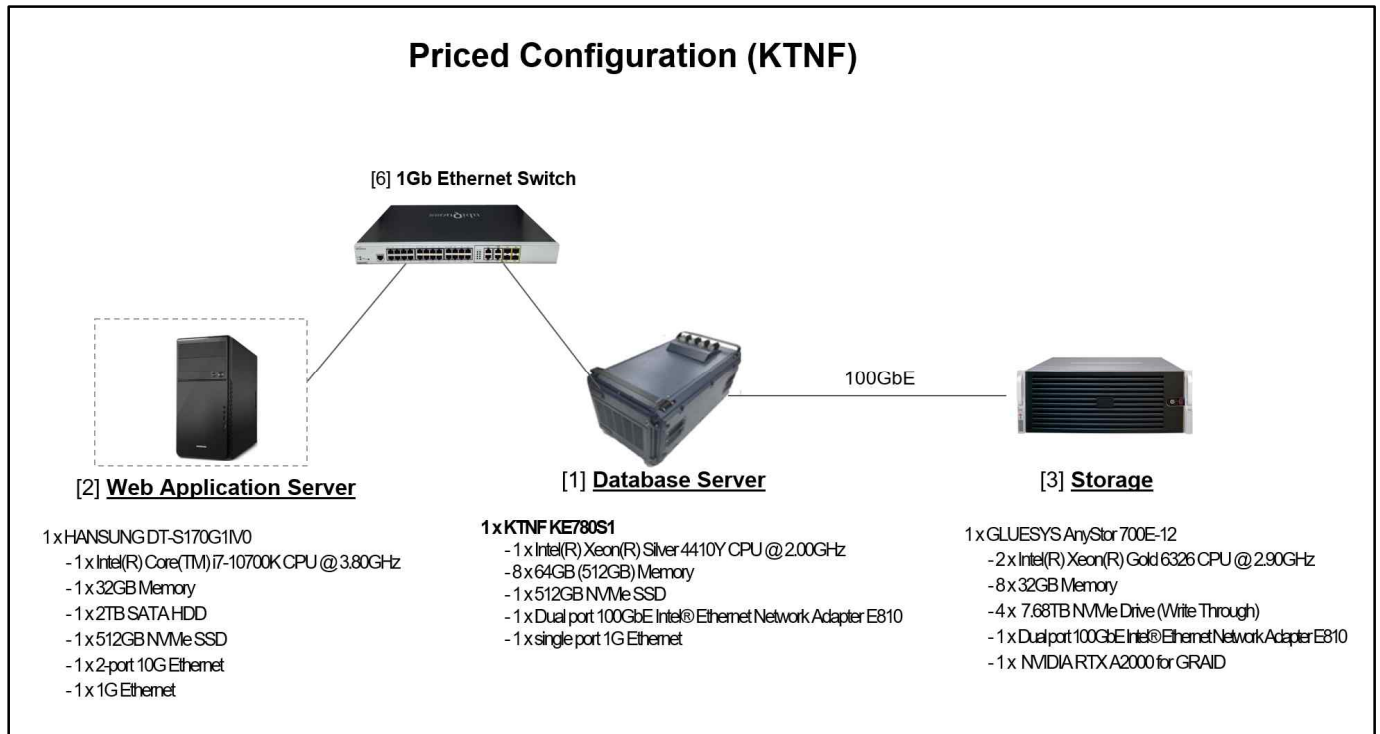 Priced Configuration (KTNF)
[6] 1Gb Ethernet Switch
ubiQuoss
100GbE
[2] Web Application Server
1 x HANSUNG DT-S170G1IV0
- 1 x Intel(R) Core(TM) i7-10700K CPU @ 3.80GHz
- 1 x 32GB Memory
- 1 x 2TB SATA HDD
- 1 x 512GB NVMe SSD
- 1 x 2-port 10G Ethernet
- 1 x 1G Ethernet
[1] Database Server
1 x KTNF KE780S1
- 1 x Intel(R) Xeon(R) Silver 4410Y CPU @ 2.00GHz
- 8 x 64GB (512GB) Memory
- 1 x 512GB NVMe SSD
- 1 x Dual port 100GbE Intel® Ethernet Network Adapter E810
- 1 x single port 1G Ethernet
[3] Storage
1 x GLUESYS AnyStor 700E-12
- 2 x Intel(R) Xeon(R) Gold 6326 CPU @ 2.90GHz
- 8 x 32GB Memory
- 4 x 7.68TB NVMe Drive (Write Through)
- 1 x Dual port 100GbE Intel® Ethernet Network Adapter E810
- 1 x NVIDIA RTX A2000 for GRAID